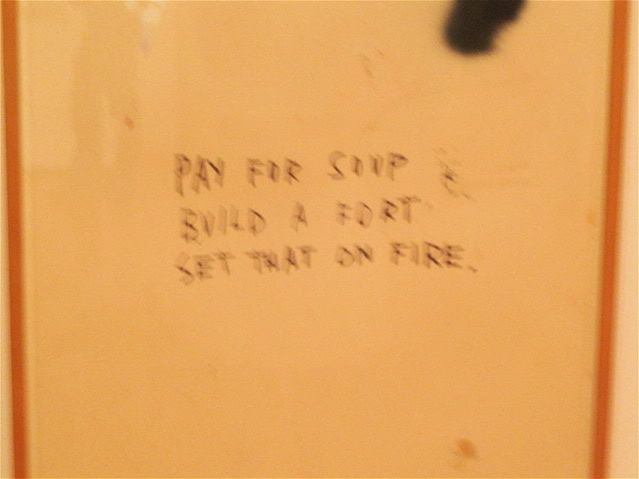 PAY FOR SOUP
BUILD A FORT
SET THAT ON FIRE.